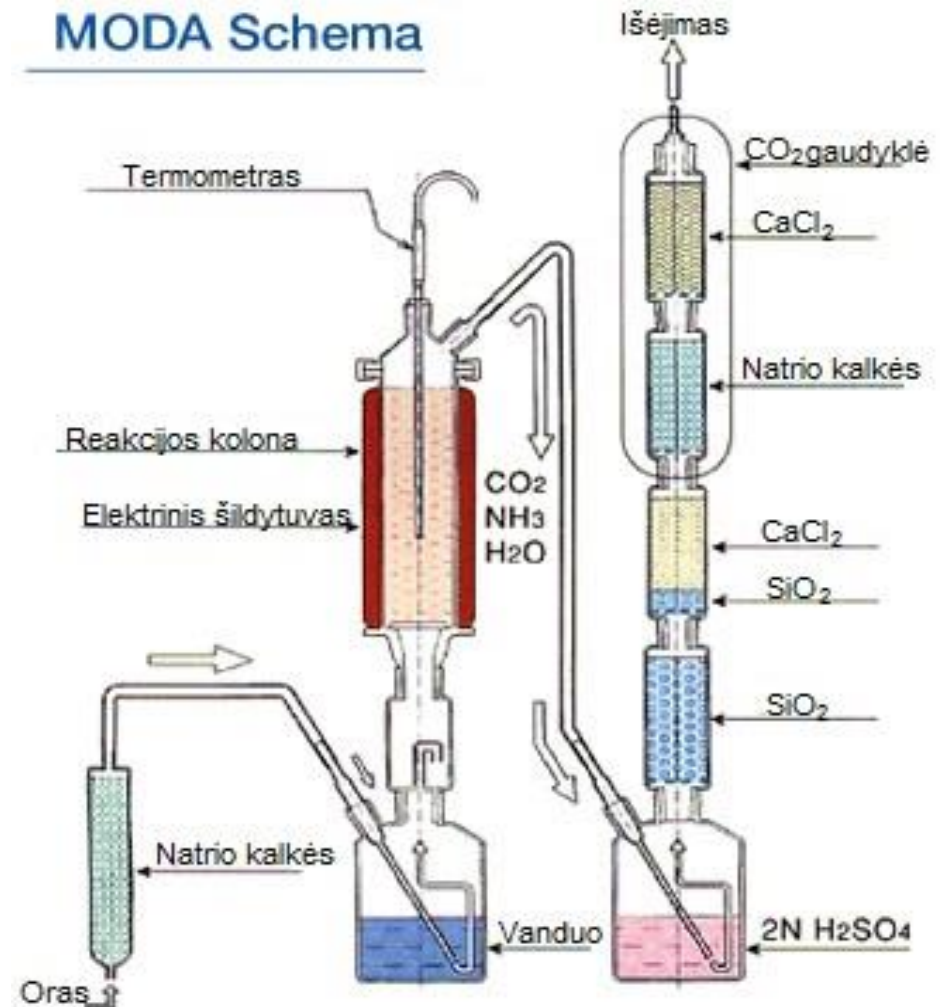 MODA Schema
Išėjimas
CO₂gaudyklė
Termometras
CaCl₂
Natrio kalkės
Reakcijos kolona
CO2
NH3
H2O
Elektrinis šildytuvas
CaCl₂
SiO₂
SiO₂
Natrio kalkės
Vanduo
2N H2SO4
Oras